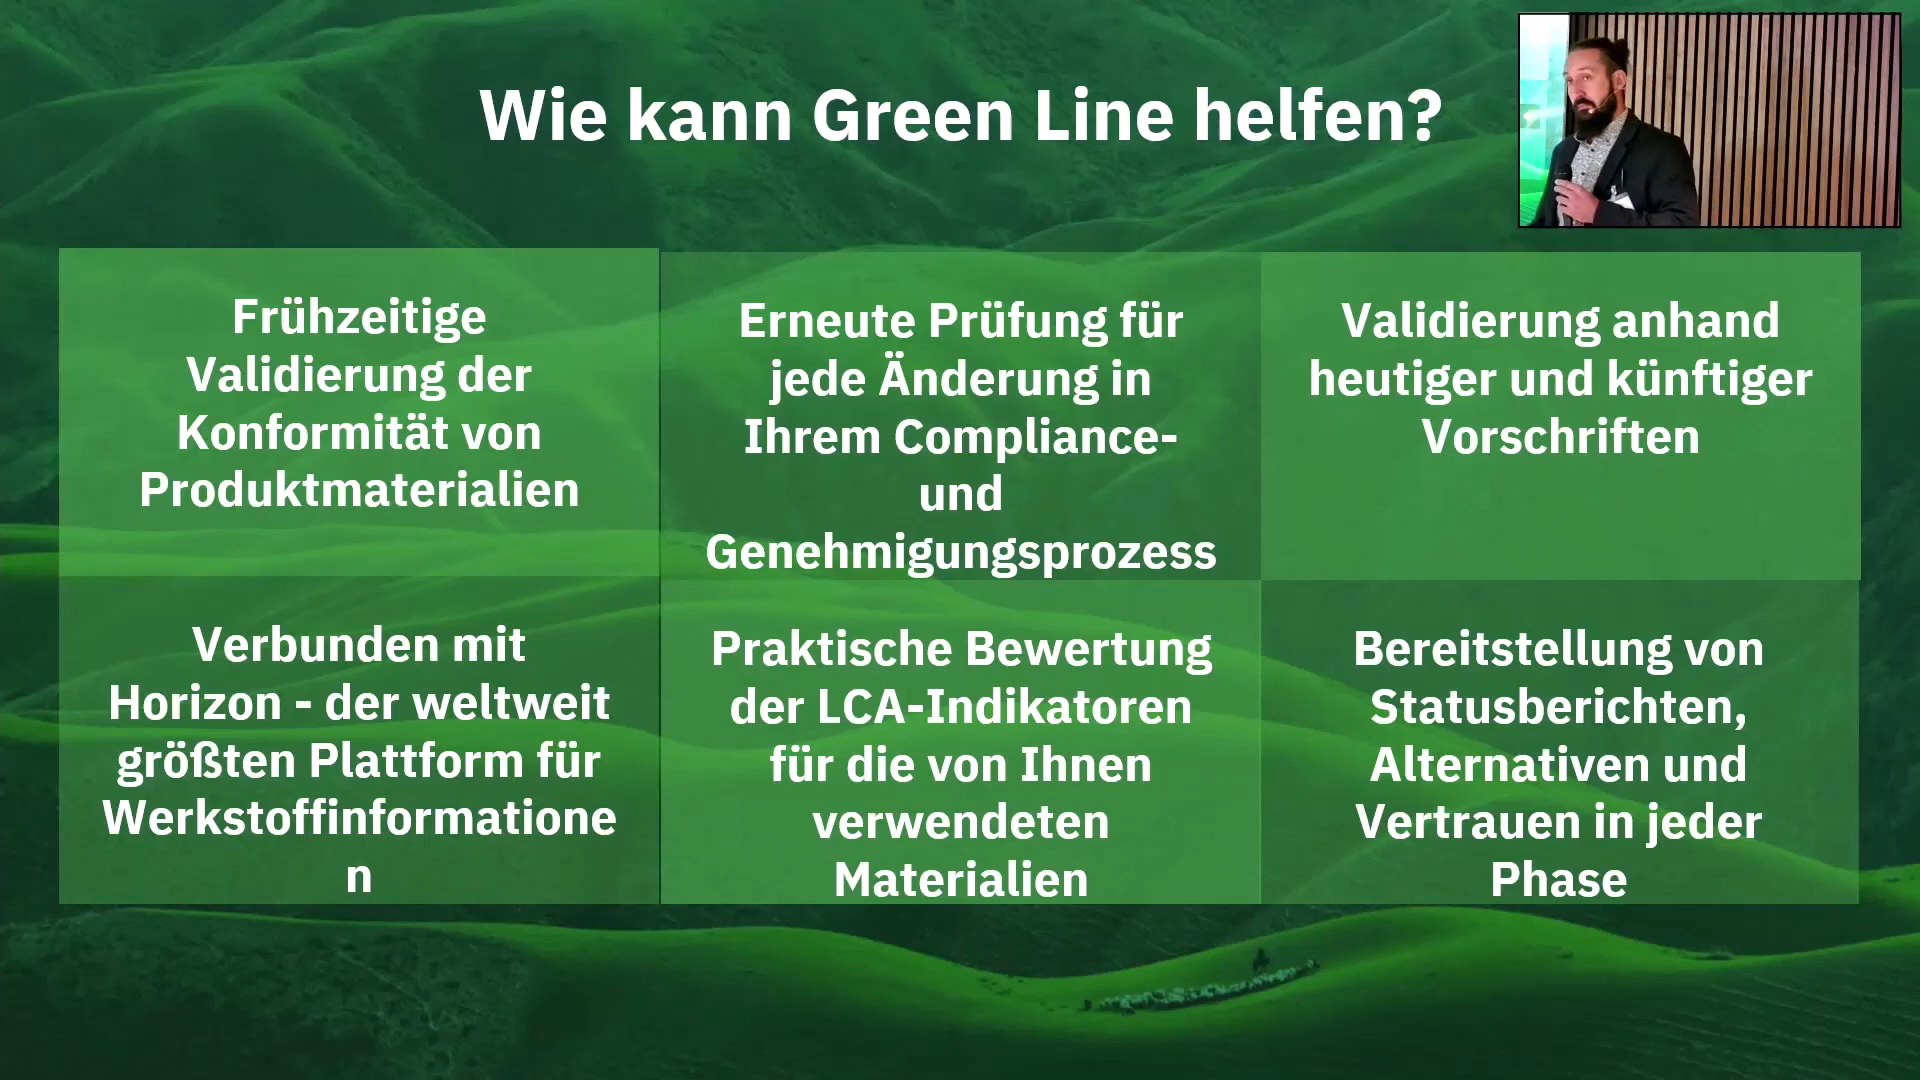 Wie kann Green Line helfen?
Frühzeitige
Validierung der
Konformität von
Produktmaterialien
Erneute Prüfung für
jede Änderung in
Ihrem Compliance-
und
Genehmigungsprozess
Validierung anhand
heutiger und künftiger
Vorschriften
Verbunden mit
Horizon - der weltweit
größten Plattform für
Werkstoffinformatione
n
Praktische Bewertung
der LCA-Indikatoren
für die von Ihnen
verwendeten
Materialien
Bereitstellung von
Statusberichten,
Alternativen und
Vertrauen in jeder
Phase